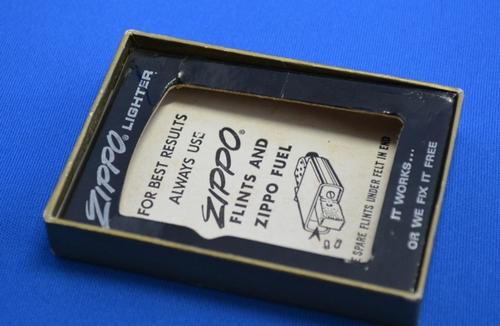 ZIPPO® LIGHTER
FOR BEST RESULTS
ALWAYS USE
ZIPPO®
FLINTS AND
ZIPPO FUEL
SPARE FLINTS UNDER FELT IN END
IT WORKS...
OR WE FIX IT FREE